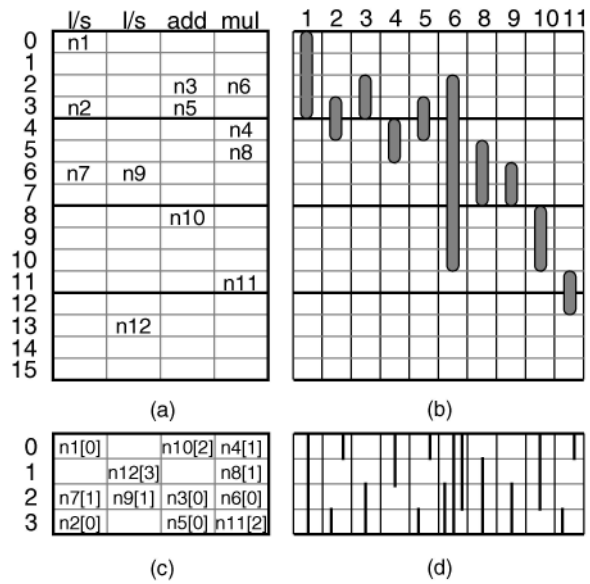 l/s l/s add mul 1 2 3 4 5 6 8 9 10 11
0 n1
1
2 n3 n6
3 n2 n5
4 n4
5 n8
6 n7 n9
7
8 n10
9
10
11 n11
12
13 n12
14
15
(a) (b)
0 n1[0] n10[2] n4[1]
1 n12[3] n8[1]
2 n7[1] n9[1] n3[0] n6[0]
3 n2[0] n5[0] n11[2]
(c) (d)